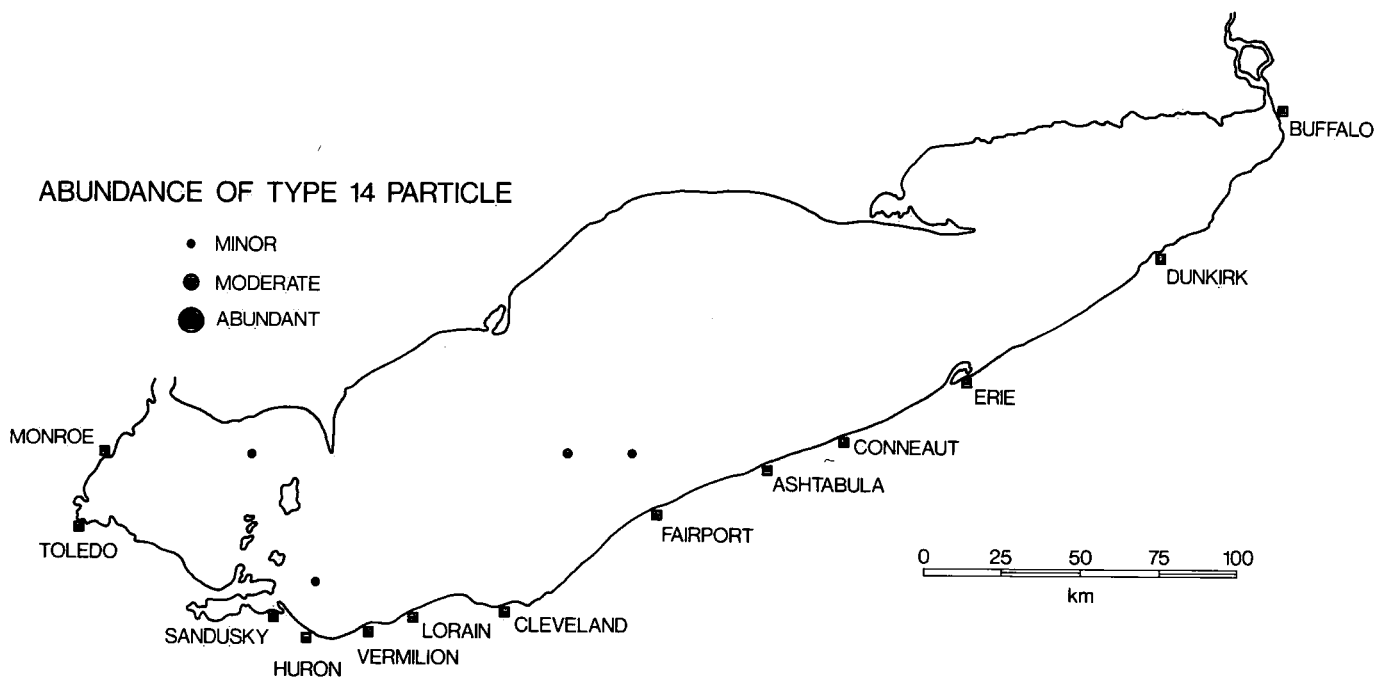 BUFFALO
ABUNDANCE OF TYPE 14 PARTICLE
MINOR
MODERATE
ABUNDANT
DUNKIRK
ERIE
MONROE
CONNEAUT
ASHTABULA
FAIRPORT
TOLEDO
0 25 50 75 100
km
SANDUSKY
HURON
VERMILION
LORAIN
CLEVELAND